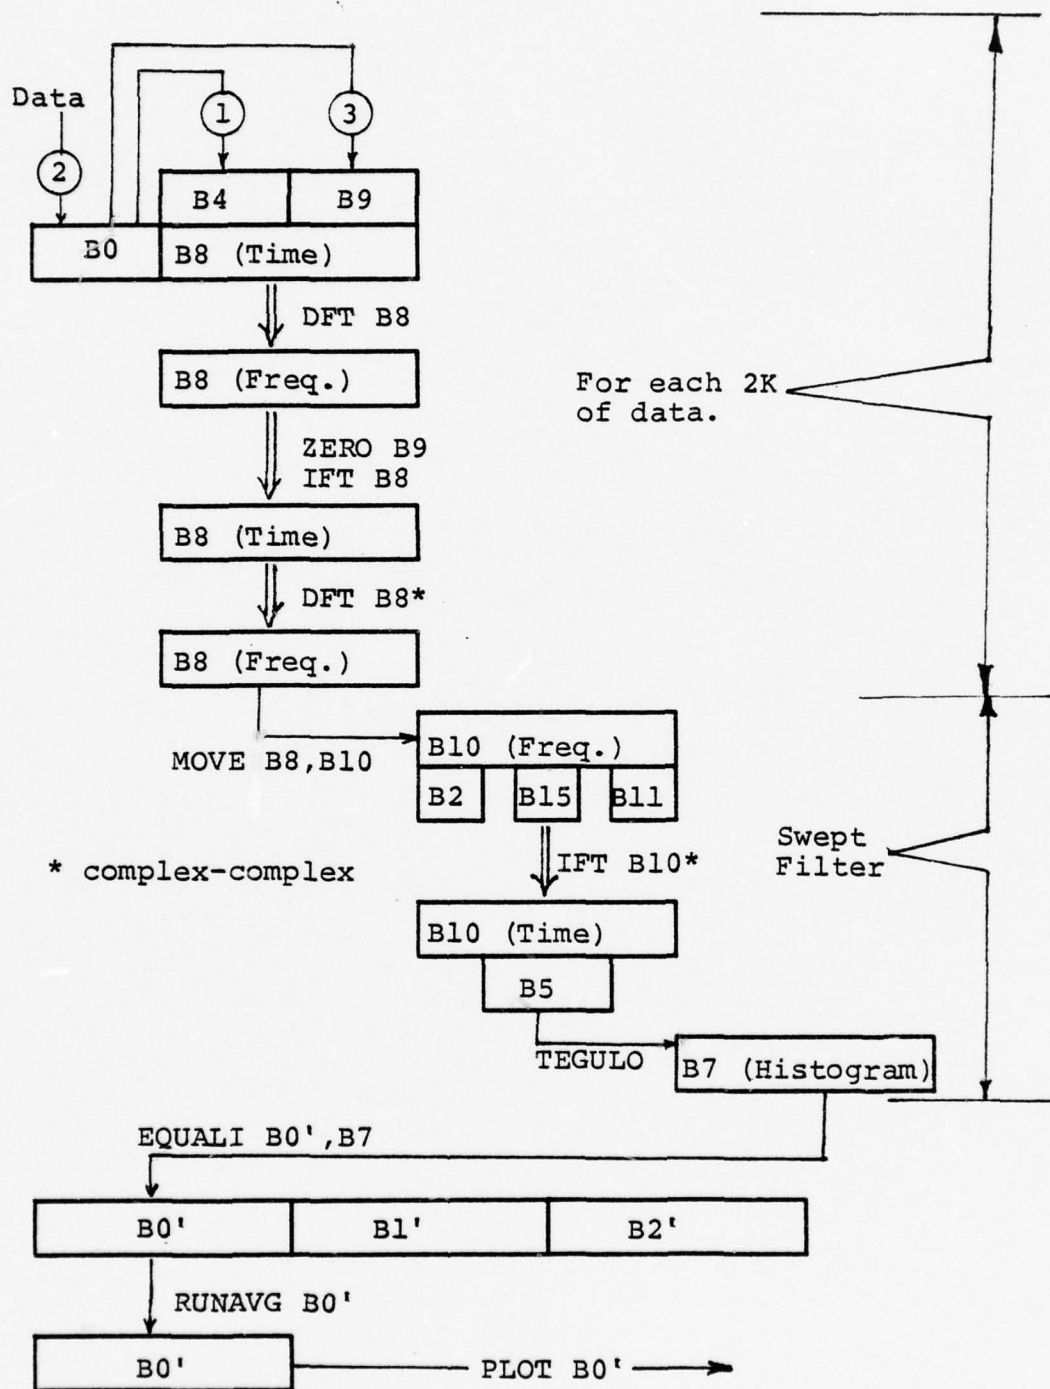 Data
1
3
2
B4
B9
B0
B8 (Time)
DFT B8
B8 (Freq.)
For each 2K
of data.
ZERO B9
IFT B8
B8 (Time)
DFT B8*
B8 (Freq.)
MOVE B8,B10
B10 (Freq.)
B2
B15
B11
* complex-complex
IFT B10*
Swept
Filter
B10 (Time)
B5
TEGULO
B7 (Histogram)
EQUALI B0',B7
B0'
B1'
B2'
RUNAVG B0'
B0'
PLOT B0'